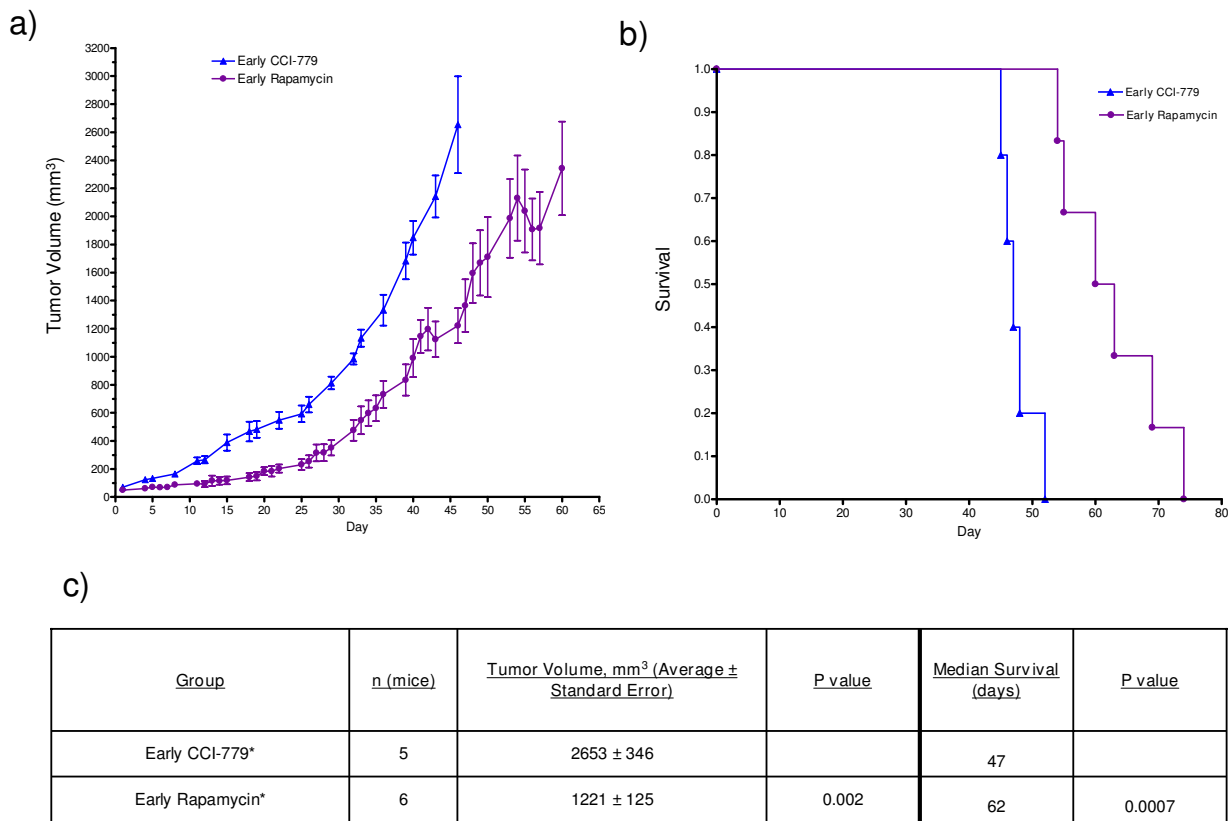 a)
Early CCI-779
Early Rapamycin
3200
3000
2800
2600
2400
2200
2000
1800
1600
1400
1200
1000
800
600
400
200
0
Tumor Volume (mm³)
0 5 10 15 20 25 30 35 40 45 50 55 60 65
Day
b)
Early CCI-779
Early Rapamycin
1.0
0.9
0.8
0.7
0.6
0.5
0.4
0.3
0.2
0.1
0.0
Survival
0 10 20 30 40 50 60 70 80
Day
c)
Group n (mice) Tumor Volume, mm³ (Average ±
Standard Error) P value Median Survival
(days) P value
Early CCI-779* 5 2653 ± 346 47
Early Rapamycin* 6 1221 ± 125 0.002 62 0.0007